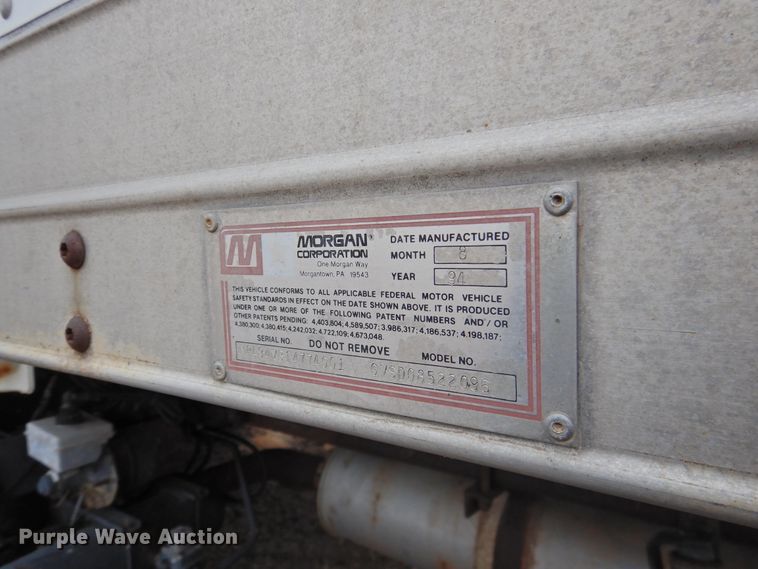 M
MORGAN
CORPORATION
One Morgan Way
Morgantown, PA 19543
DATE MANUFACTURED
MONTH 8
YEAR 94
THIS VEHICLE CONFORMS TO ALL APPLICABLE FEDERAL MOTOR VEHICLE
SAFETY STANDARDS IN EFFECT ON THE DATE SHOWN ABOVE. IT IS PRODUCED
UNDER ONE OR MORE OF THE FOLLOWING PATENT NUMBERS AND/OR
OTHER PATENTS PENDING: 4,403,804; 4,589,507; 3,986,317; 4,186,537; 4,198,187;
4,380,300; 4,380,415; 4,242,032; 4,722,109; 4,673,048
SERIAL NO. DO NOT REMOVE MODEL NO.
GVSD08522096
Purple Wave Auction